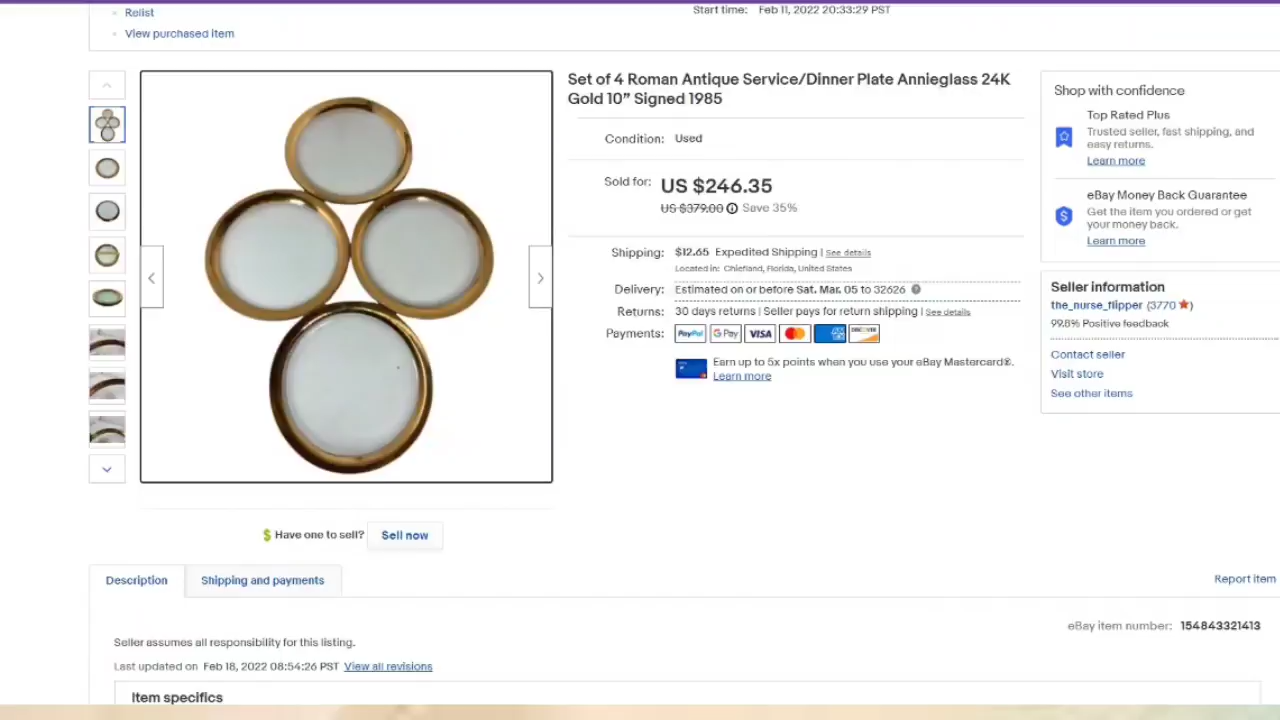 Relist
View purchased item
Start time: Feb 11, 2022 20:33:29 PST
Set of 4 Roman Antique Service/Dinner Plate Annieglass 24K
Gold 10” Signed 1985
Condition: Used
Sold for: US $246.35
US $379.00 Save 35%
Shipping: $12.65 Expedited Shipping | See details
Located in: Chiefland, Florida, United States
Delivery: Estimated on or before Sat. Mar. 05 to 32626
Returns: 30 days returns | Seller pays for return shipping | See details
Payments: PayPal G Pay VISA DISCOVER
Earn up to 5x points when you use your eBay Mastercard®.
Learn more
Shop with confidence
Top Rated Plus
Trusted seller, fast shipping, and
easy returns.
Learn more
eBay Money Back Guarantee
Get the item you ordered or get
your money back.
Learn more
Seller information
the_nurse_flipper (3770 ★)
99.8% Positive feedback
Contact seller
Visit store
See other items
$ Have one to sell? Sell now
Description
Shipping and payments
Report item
eBay item number: 154843321413
Seller assumes all responsibility for this listing.
Last updated on Feb 18, 2022 08:54:26 PST View all revisions
Item specifics